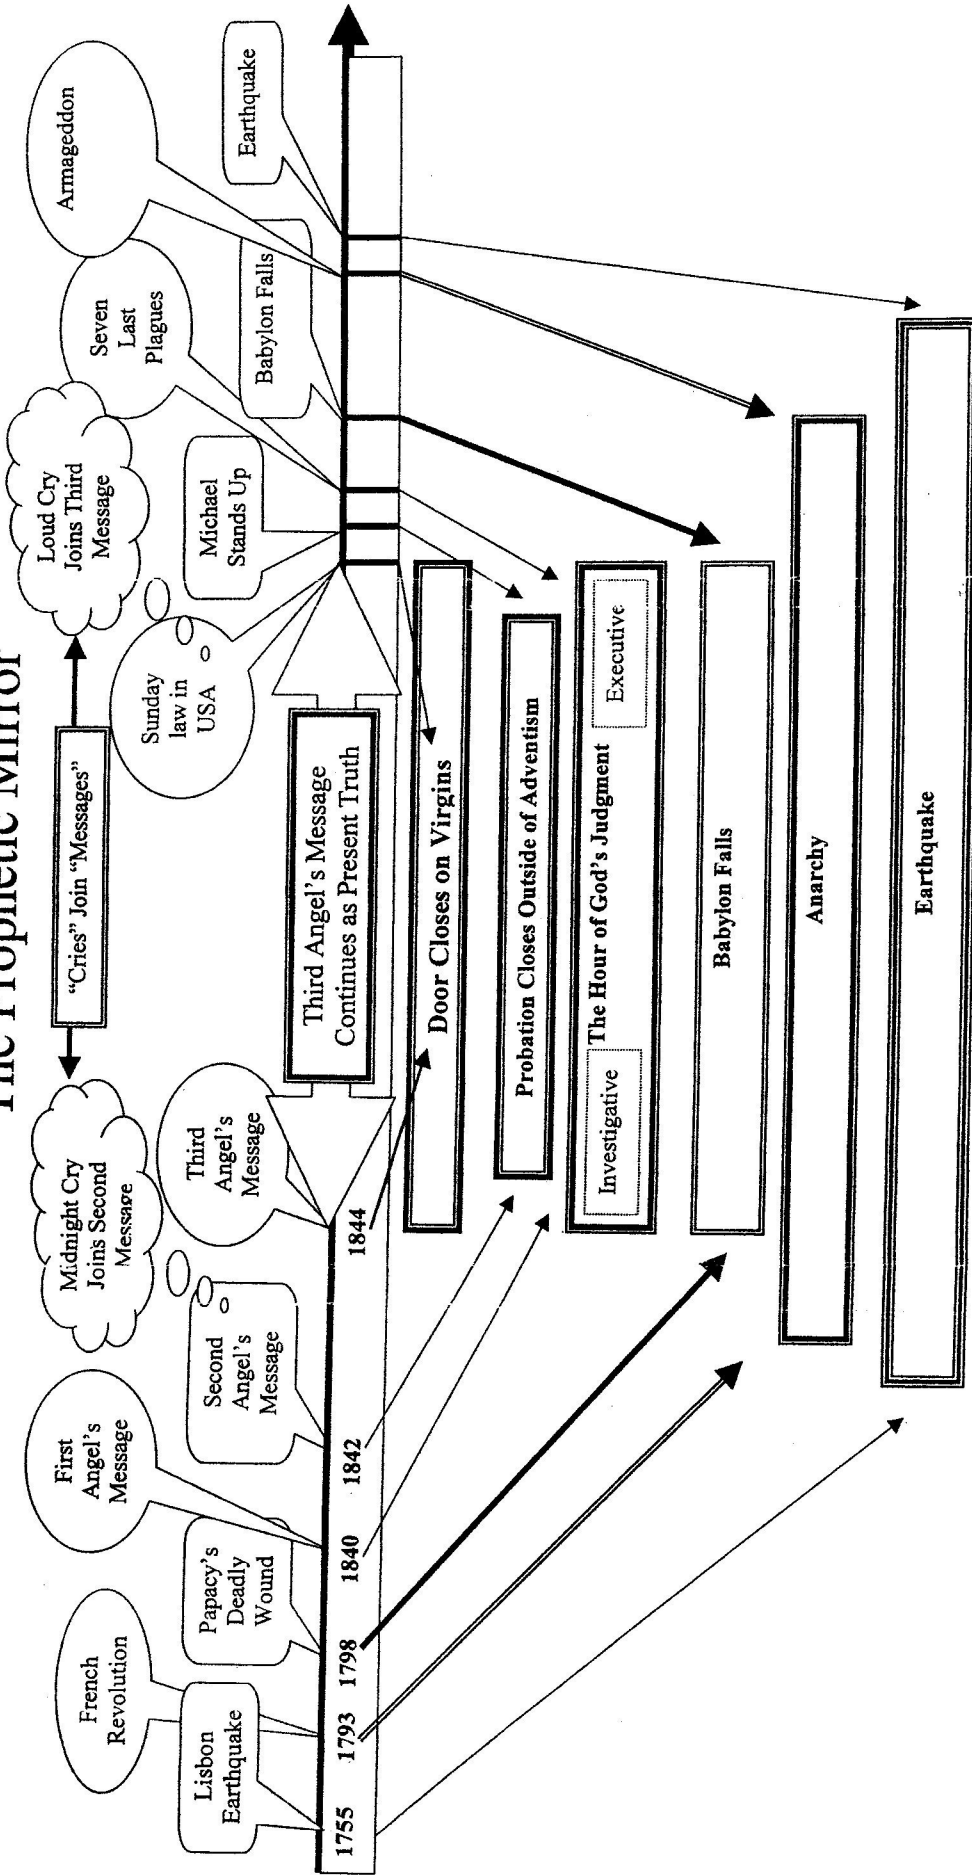 The Prophetic Mirror
"Cries" Join "Messages"
Midnight Cry
Joins Second
Message
Loud Cry
Joins Third
Message
French
Revolution
First
Angel's
Message
Seven
Last
Plagues
Armageddon
Lisbon
Earthquake
Papacy's
Deadly
Wound
Second
Angel's
Message
Third
Angel's
Message
Sunday
law in
USA
Michael
Stands Up
Babylon Falls
Earthquake
Third Angel's Message
Continues as Present Truth
1755
1793
1798
1840
1842
1844
Door Closes on Virgins
Probation Closes Outside of Adventism
Investigative
The Hour of God's Judgment
Executive
Babylon Falls
Anarchy
Earthquake